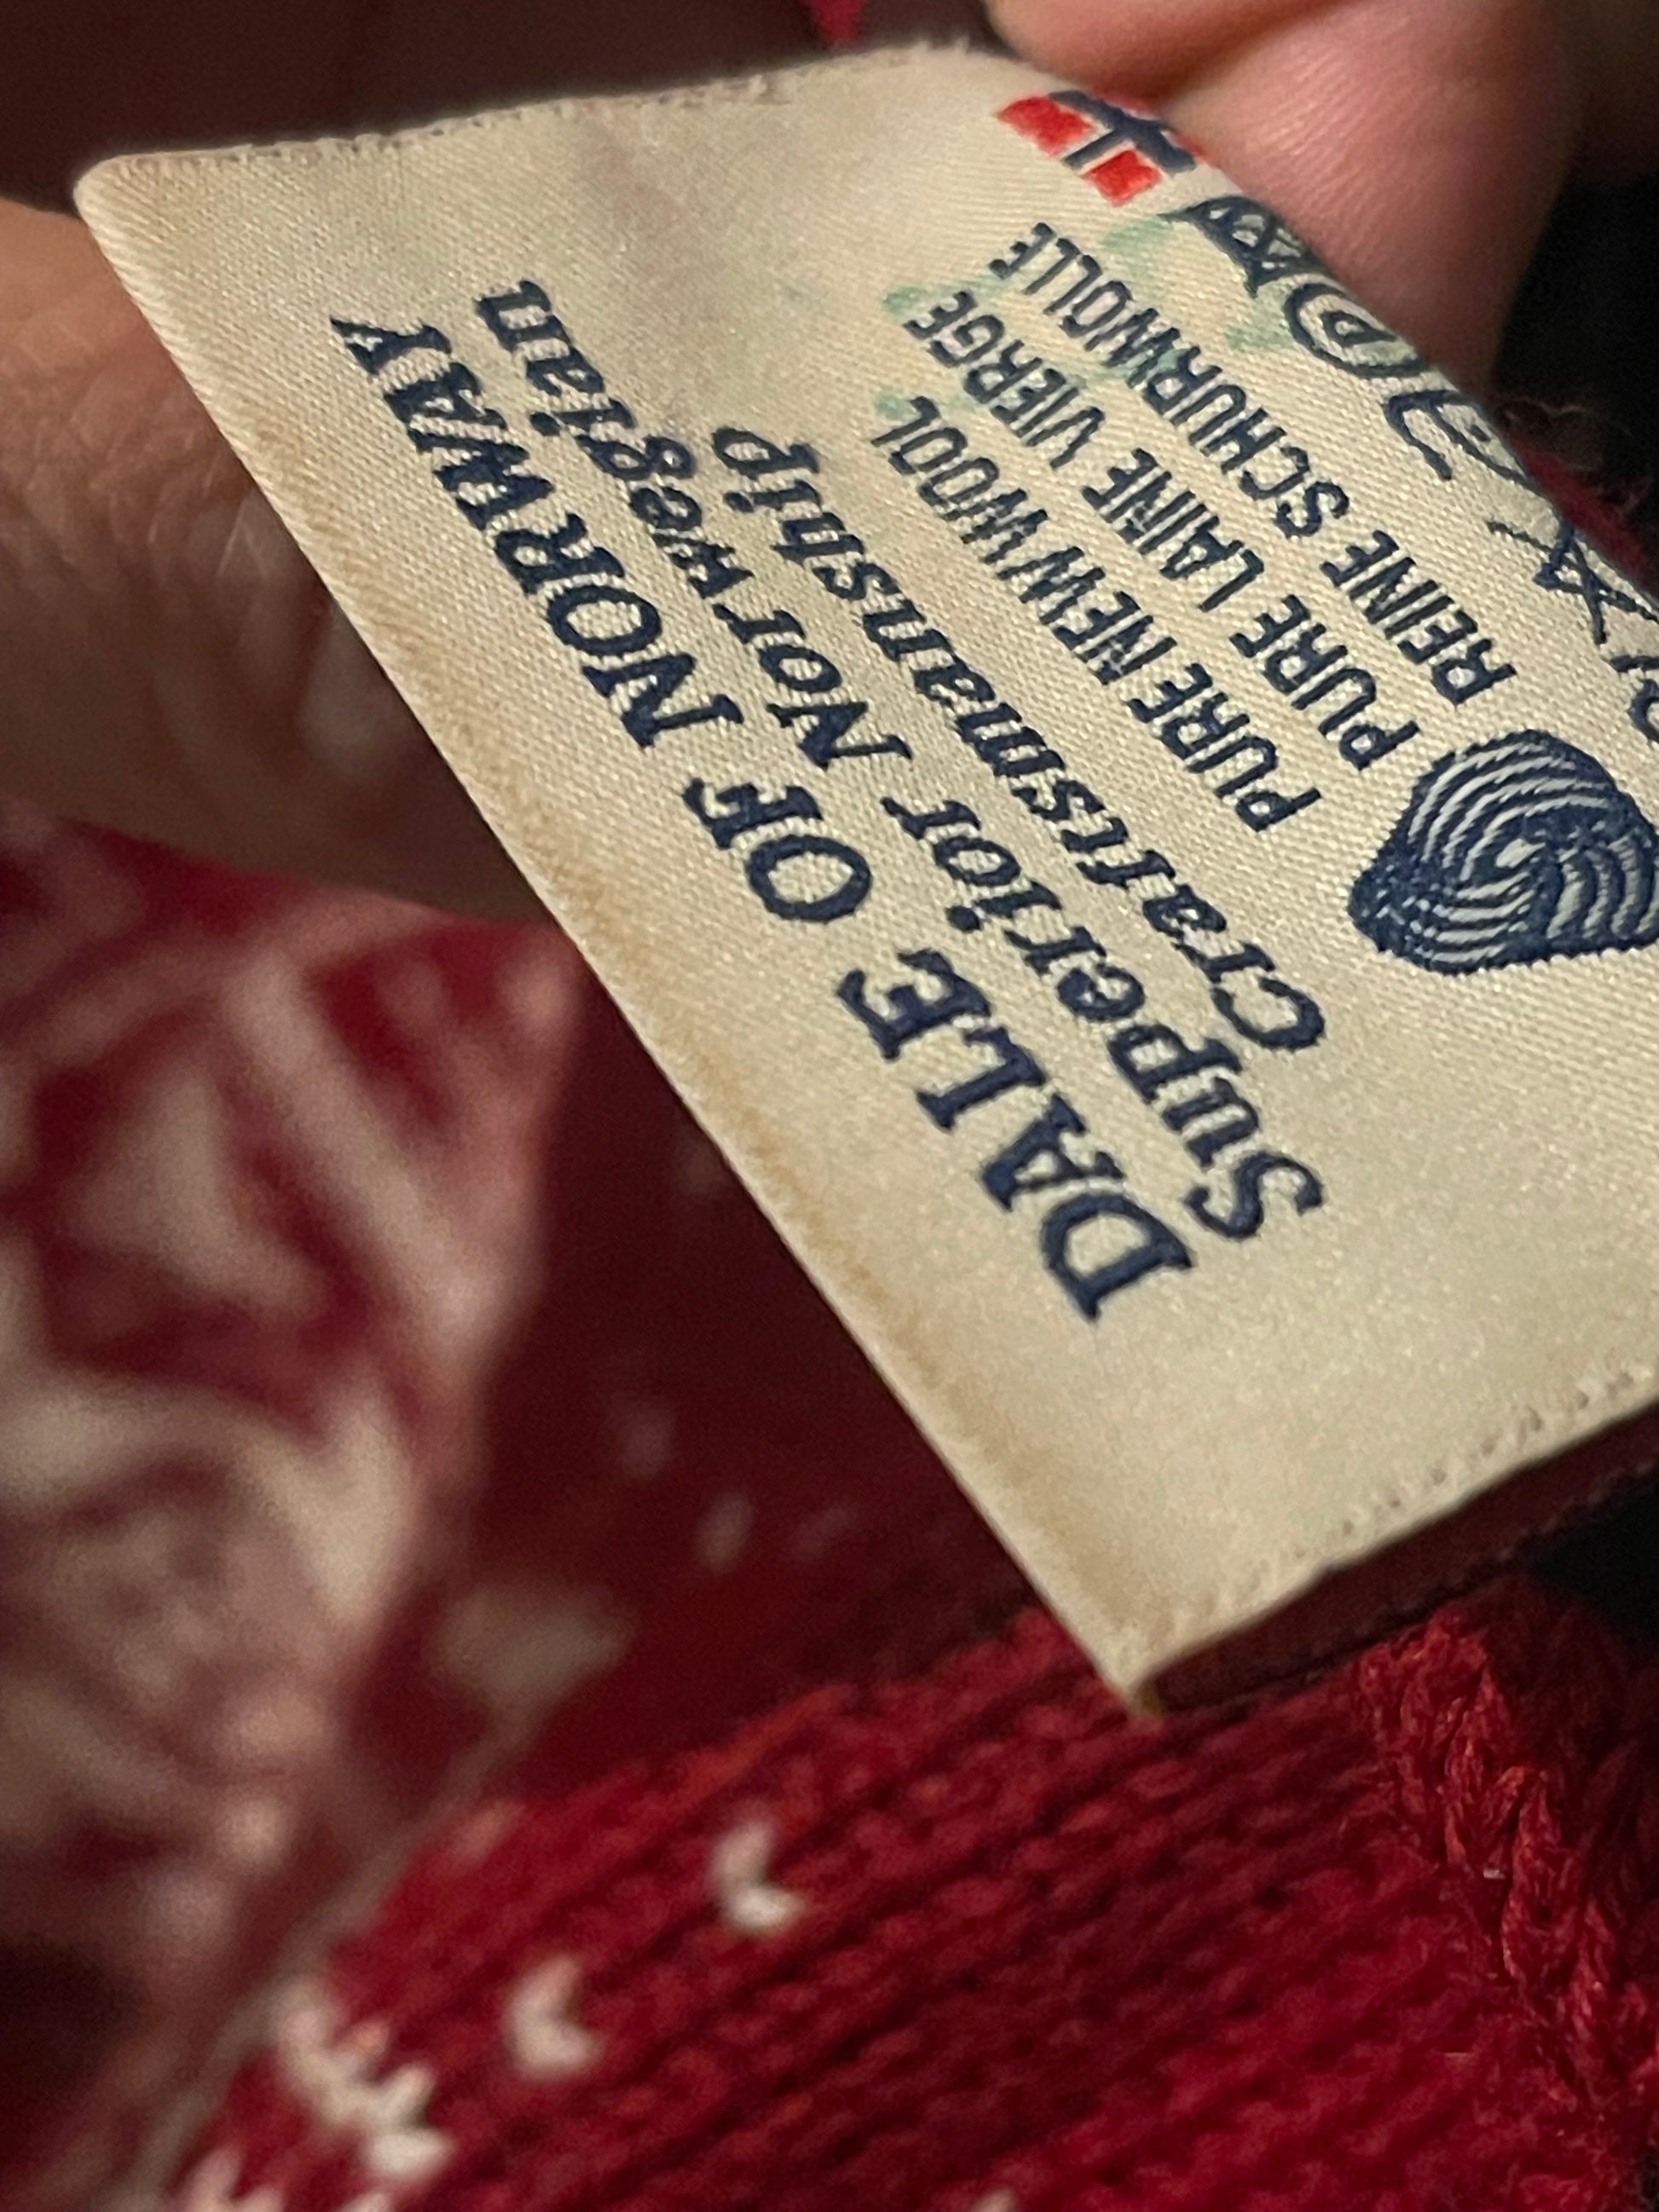 DALE OF NORWAY
Superior Norwegian
Craftsmanship
PURE NEW WOOL
PURE LAINE VIERGE
REINE SCHURWOLLE
P